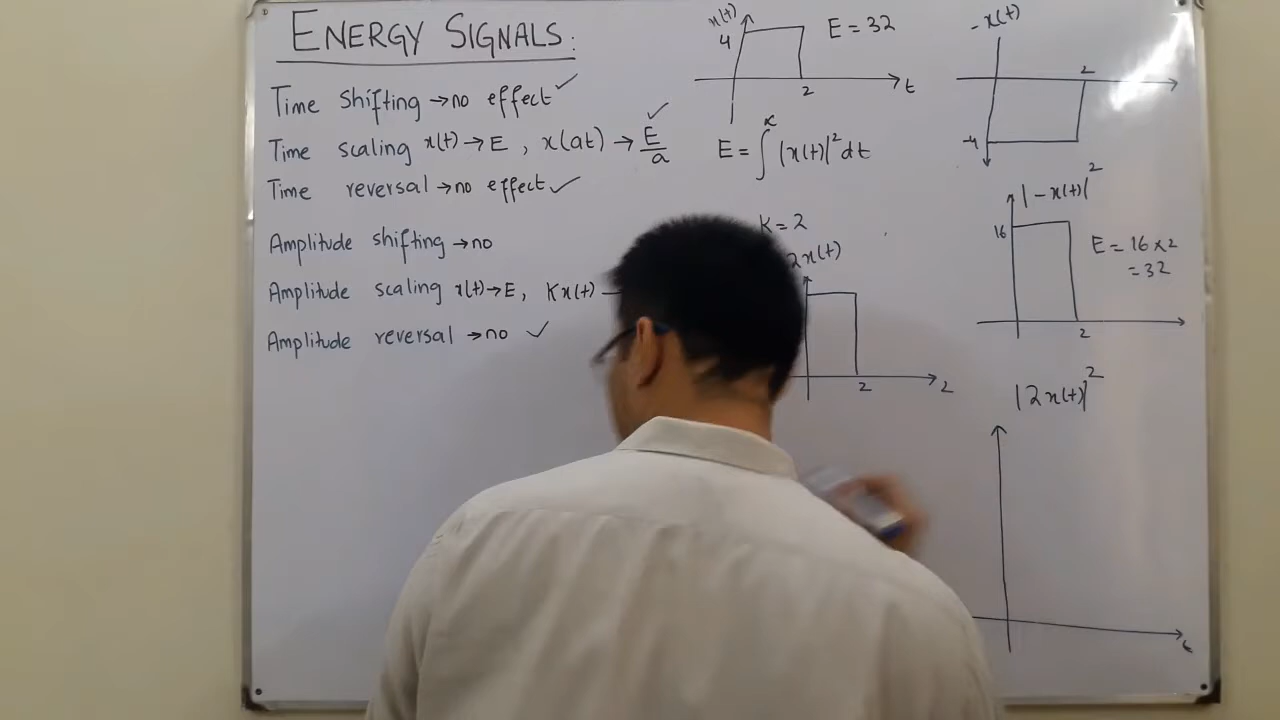 ENERGY SIGNALS:
Time shifting → no effect ✓
Time scaling x(t) → E , x(at) → E/a ✓
Time reversal → no effect ✓
Amplitude shifting → no
Amplitude scaling x(t) → E, Kx(t) →
Amplitude reversal → no ✓
x(t)
4
E = 32
2
t
E = ∫ |x(t)|² dt
K = 2
2x(t)
2
-x(t)
2
-4
|-x(t)|²
16
E = 16 × 2
= 32
2
|2x(t)|²
t